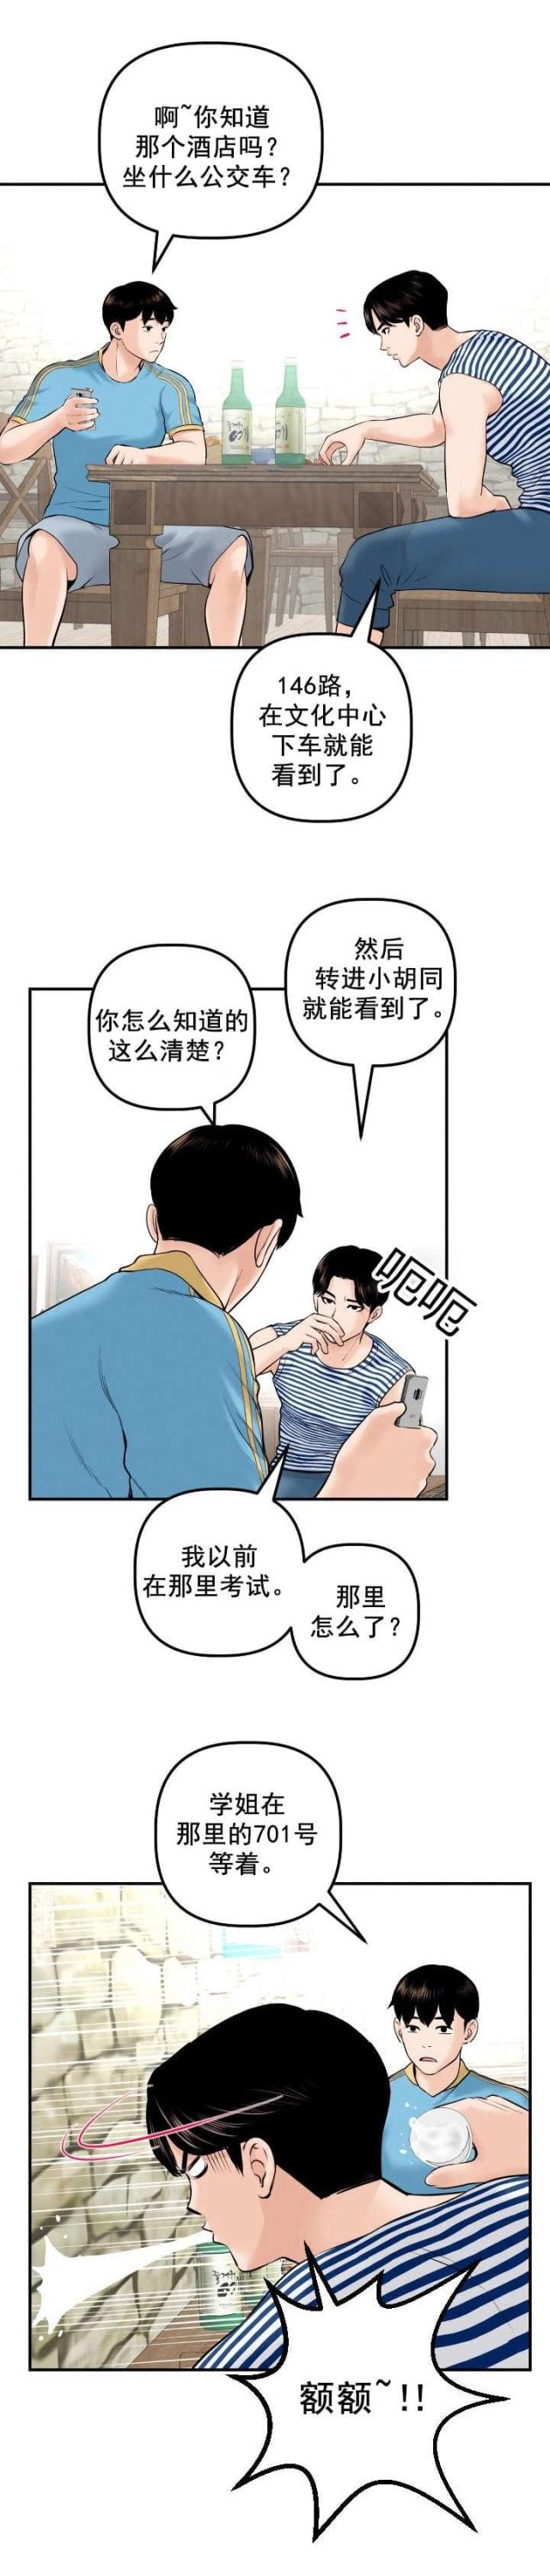 啊~你知道
那个酒店吗?
坐什么公交车?
146路,
在文化中心
下车就能
看到了。
然后
转进小胡同
就能看到了。
你怎么知道的
这么清楚?
呃呃
我以前
在那里考试。
那里
怎么了?
学姐在
那里的701号
等着。
额额~!!